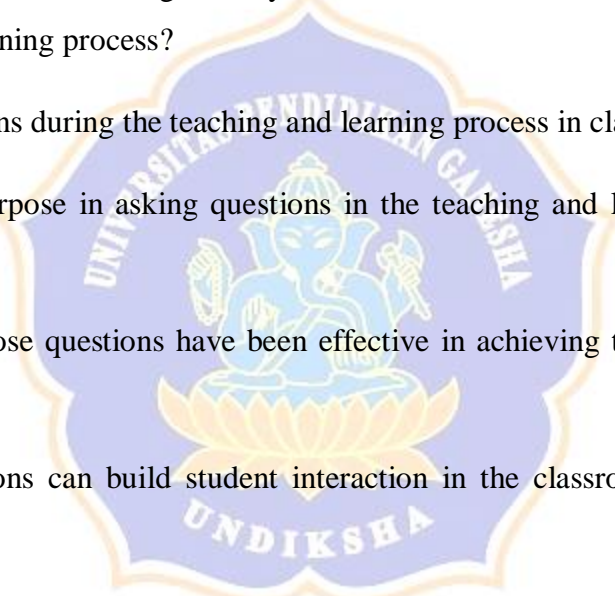 ning process?
ns during the teaching and learning process in cla
rpose in asking questions in the teaching and
UNIVERSITAS PENDIDIKAN GANESHA
ose questions have been effective in achieving
ons can build student interaction in the classro
UNDIKSHA